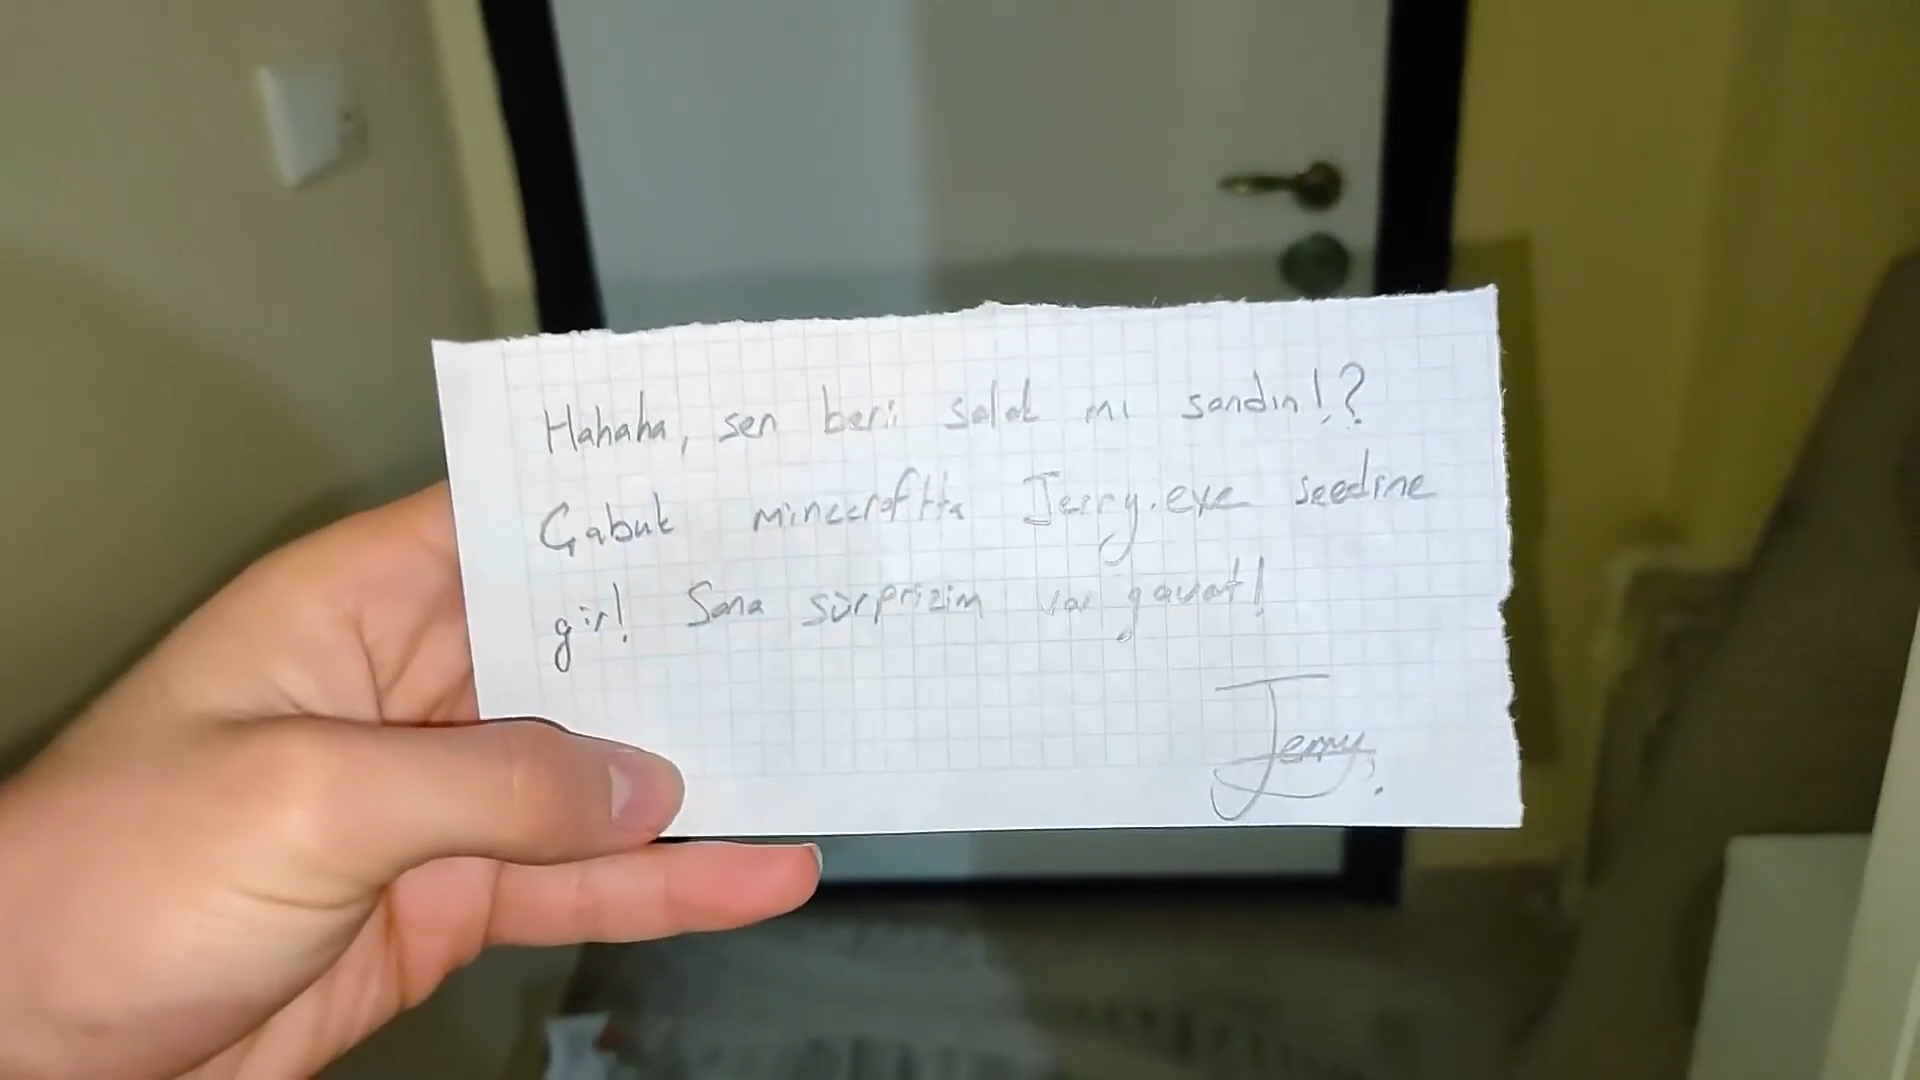 Hahaha, sen beni salak mı sandın!?
Çabuk minecraftta Jerry.exe seedine
gir! Sana sürprizim var gavat!
Jerry.